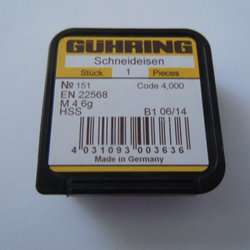 GUHRING
Schneideisen
Stück 1 Pieces
№ 151 Code 4,000
EN 22568
M 4 6g
HSS B1 06/14
4 031093 003636
Made in Germany